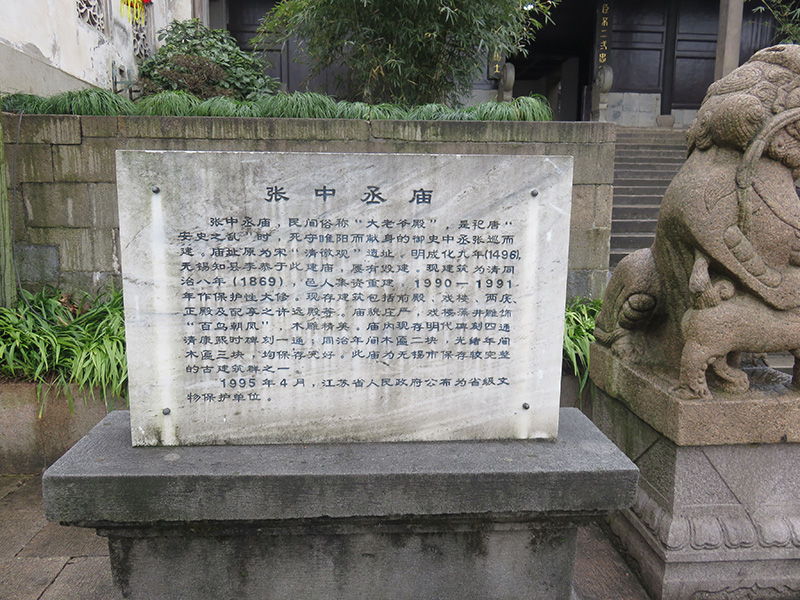 张中丞庙
张中丞庙，民间俗称“大老爷殿”，是祀唐“
安史之乱”时，死守睢阳而献身的御史中丞张巡而
建。庙址原为宋“清微观”遗址，明成化九年(1496)，
无锡知县李恭于此建庙，屡有毁建。现建筑为清同
治八年（1869），邑人集资重建，1990—1991
年作保护性大修。现存建筑包括前殿、戏楼、两庑、
正殿及配享之许远殿等。庙貌庄严，戏楼藻井雕饰
“百鸟朝凤”，木雕精美。庙内现存明代碑刻四通
清康熙时碑刻一通；同治年间木匾二块，光绪年间
木匾三块，均保存完好，此庙为无锡市保存较完整
的古建筑群之一
1995年4月，江苏省人民政府公布为省级文
物保护单位。